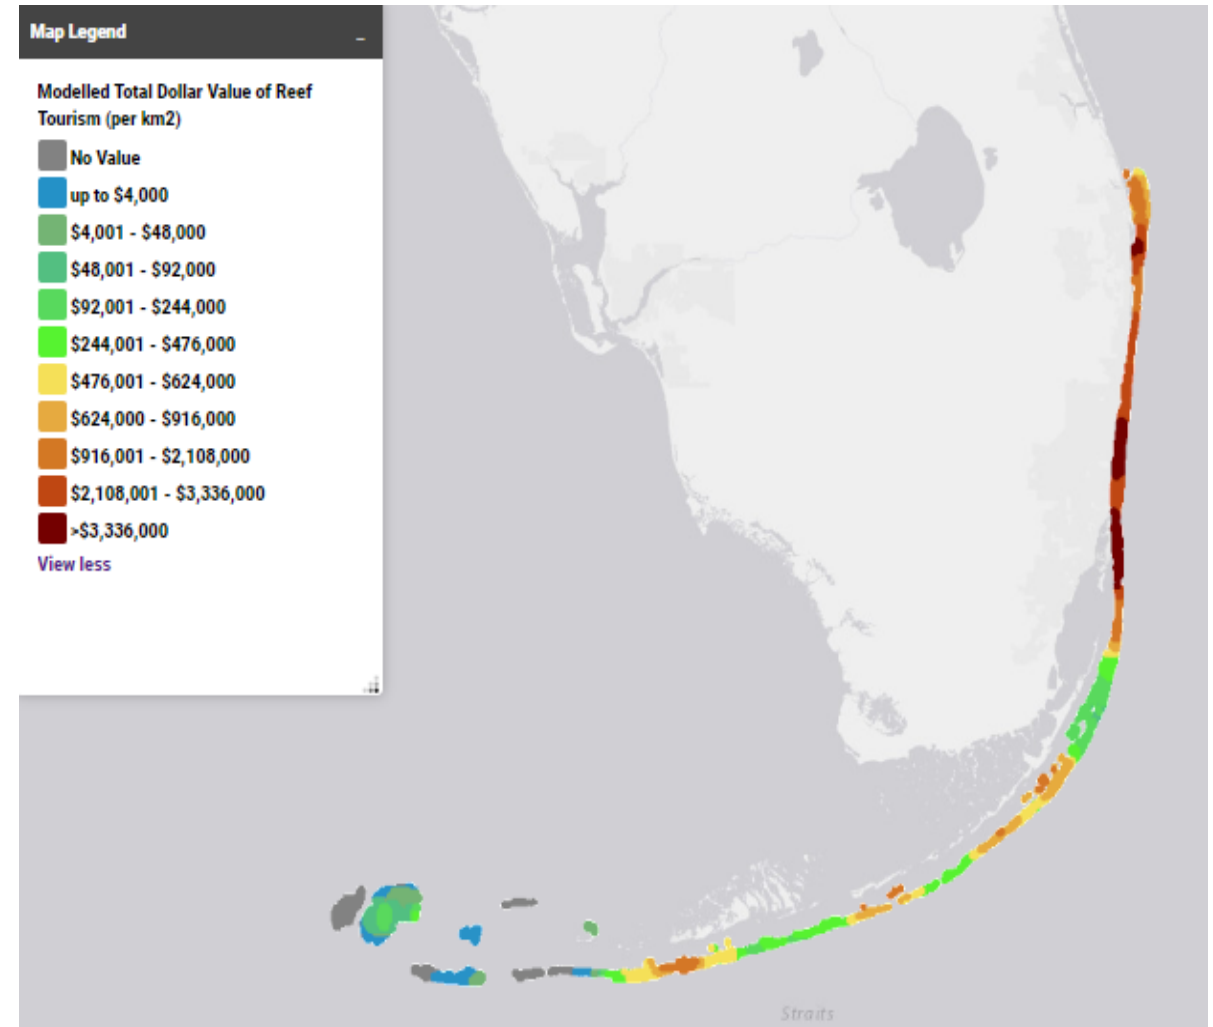 Map Legend _
Modelled Total Dollar Value of Reef
Tourism (per km2)
No Value
up to $4,000
$4,001 - $48,000
$48,001 - $92,000
$92,001 - $244,000
$244,001 - $476,000
$476,001 - $624,000
$624,000 - $916,000
$916,001 - $2,108,000
$2,108,001 - $3,336,000
>$3,336,000
View less
Straits